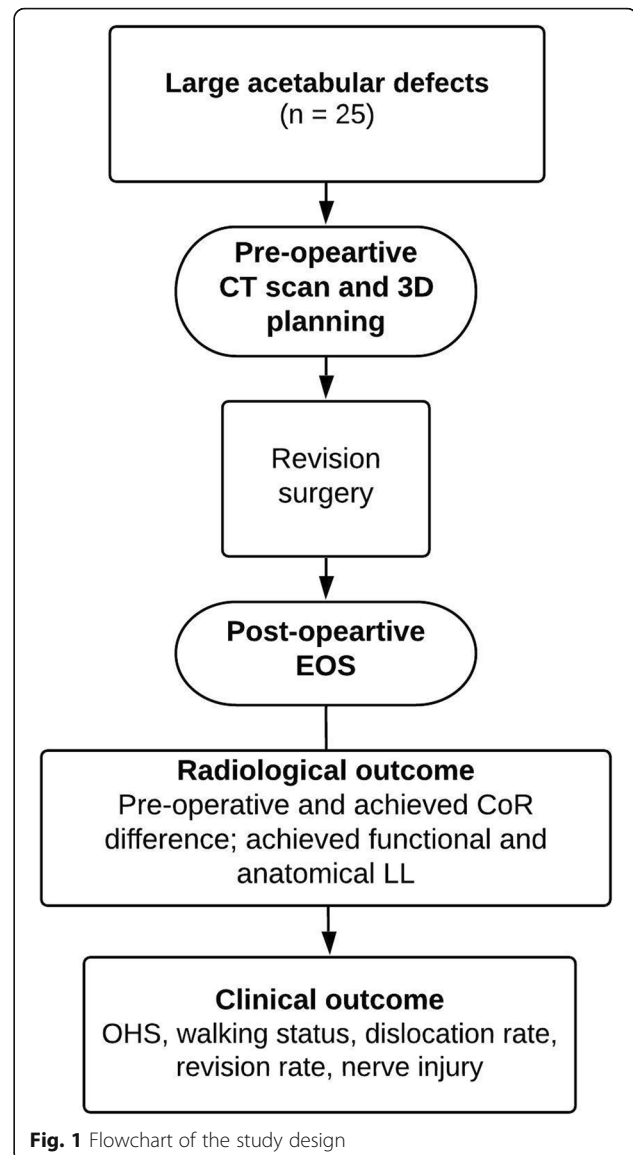 Large acetabular defects
(n = 25)
Pre-opeartive
CT scan and 3D
planning
Revision
surgery
Post-opeartive
EOS
Radiological outcome
Pre-operative and achieved CoR
difference; achieved functional and
anatomical LL
Clinical outcome
OHS, walking status, dislocation rate,
revision rate, nerve injury
Fig. 1 Flowchart of the study design